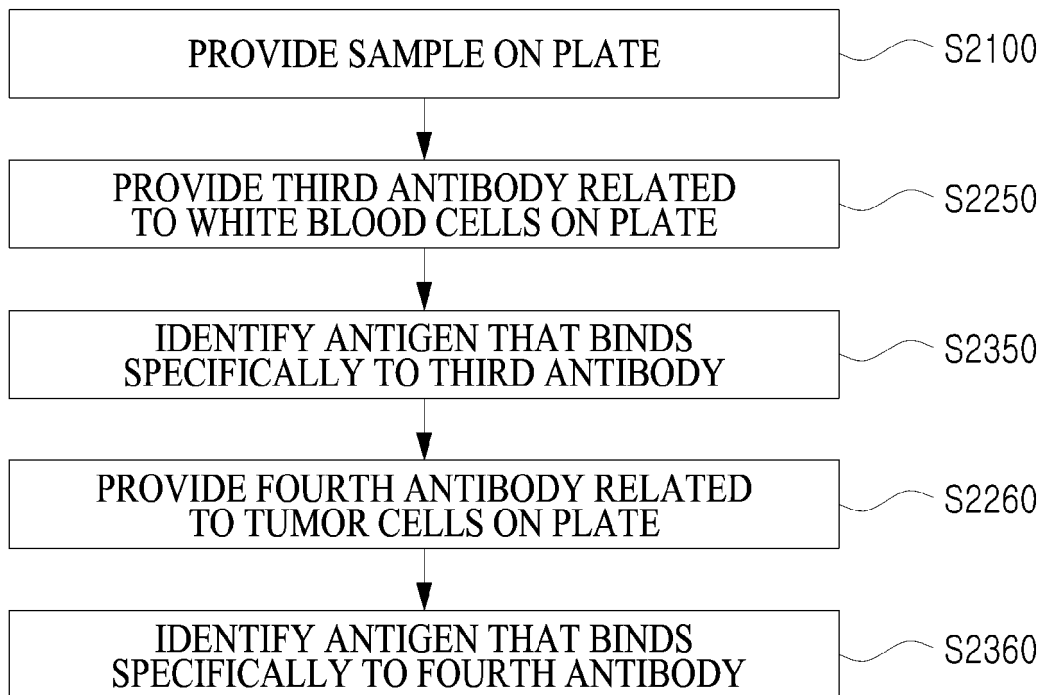 PROVIDE SAMPLE ON PLATE
S2100
PROVIDE THIRD ANTIBODY RELATED
TO WHITE BLOOD CELLS ON PLATE
S2250
IDENTIFY ANTIGEN THAT BINDS
SPECIFICALLY TO THIRD ANTIBODY
S2350
PROVIDE FOURTH ANTIBODY RELATED
TO TUMOR CELLS ON PLATE
S2260
IDENTIFY ANTIGEN THAT BINDS
SPECIFICALLY TO FOURTH ANTIBODY
S2360